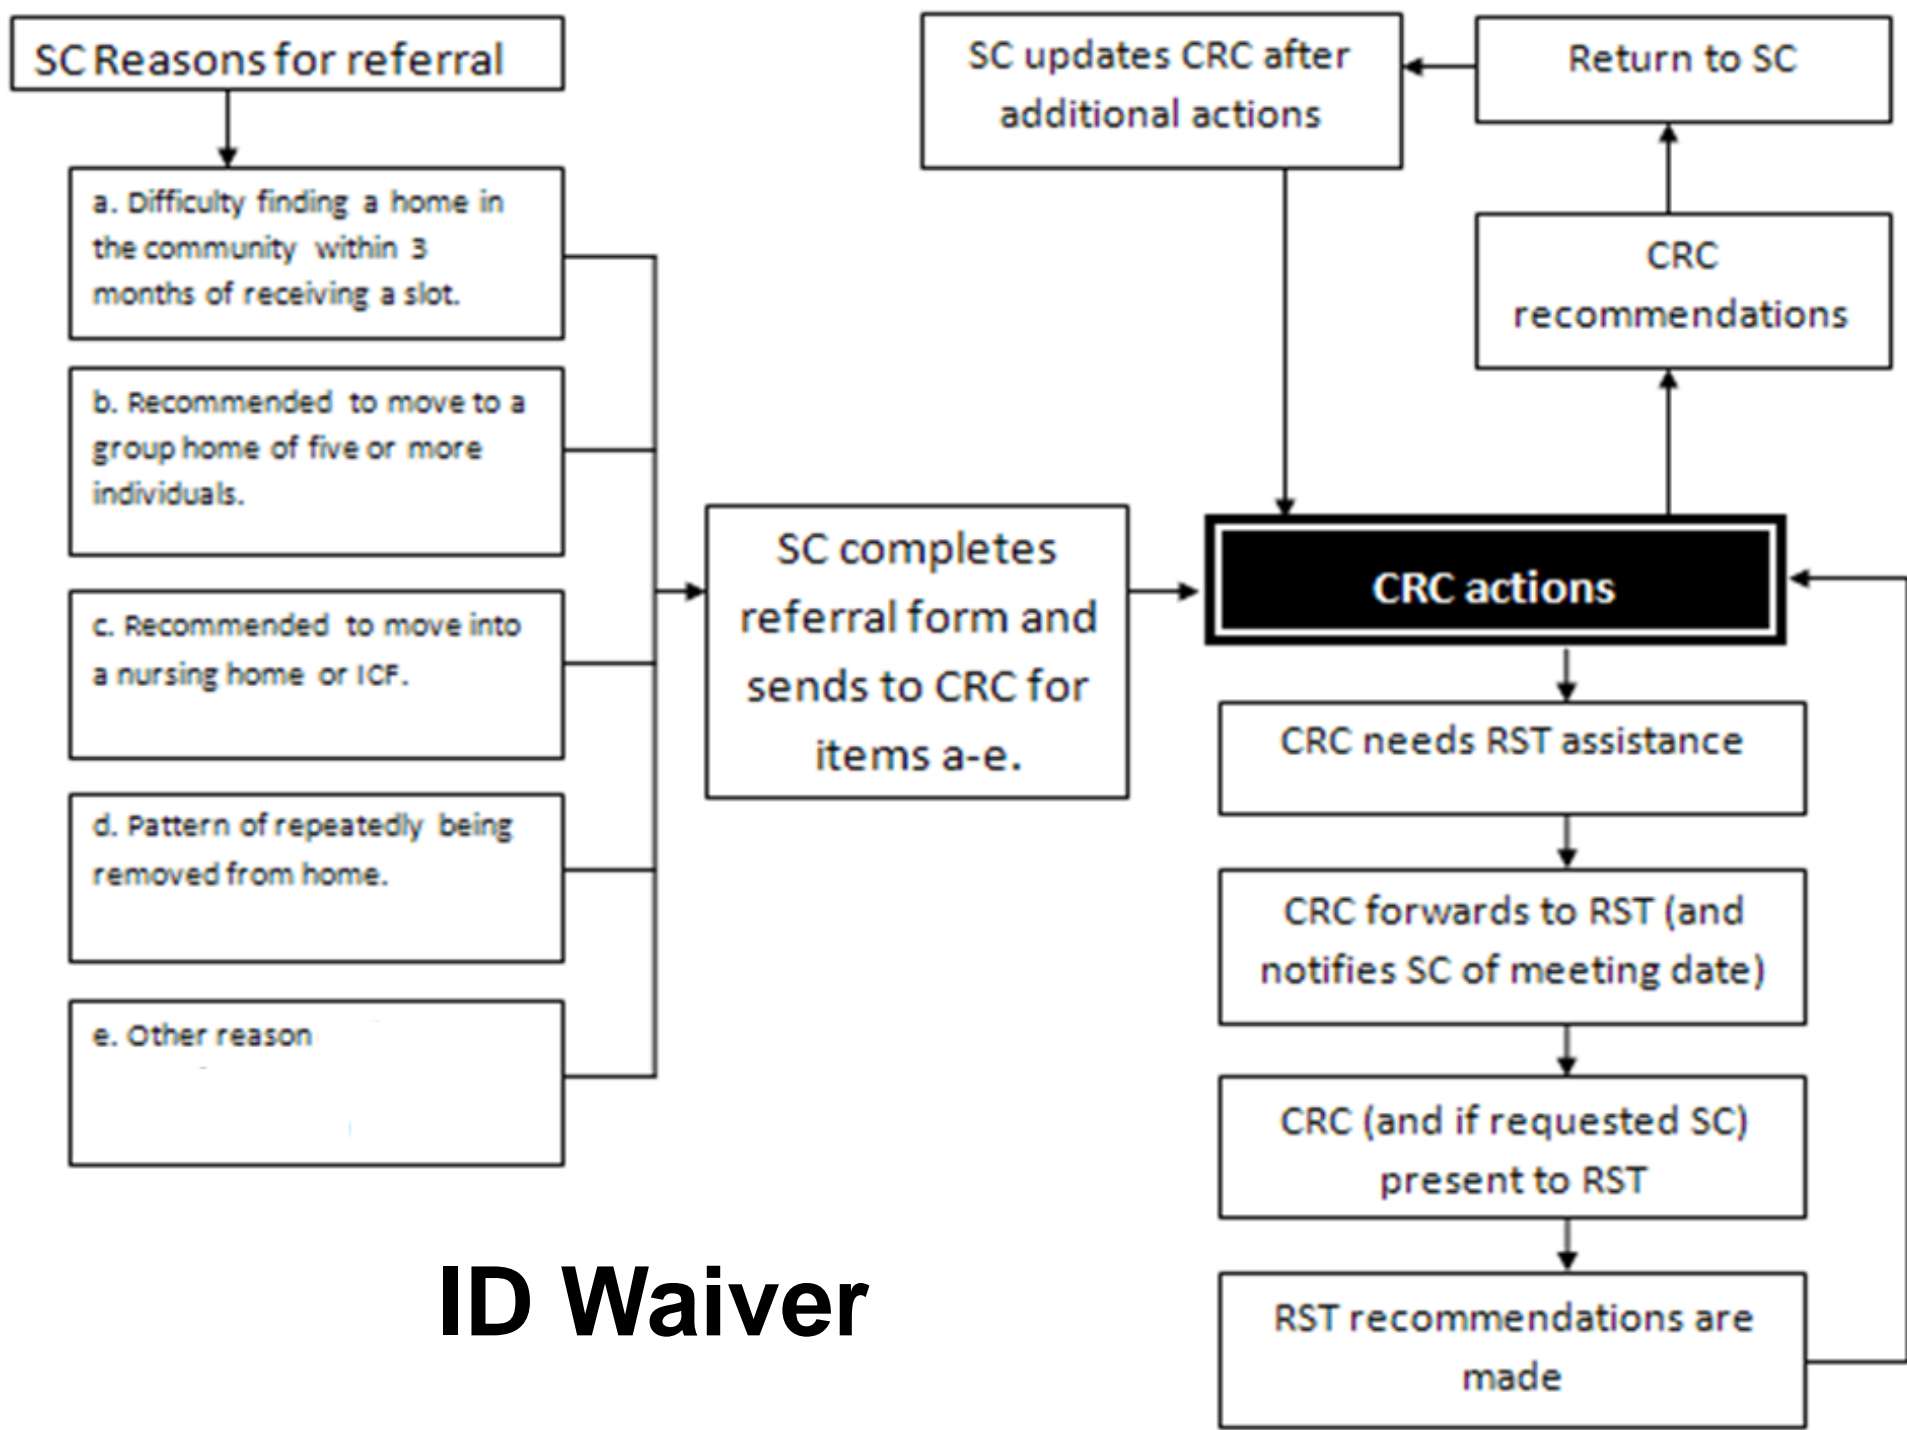 SC Reasons for referral
a. Difficulty finding a home in
the community within 3
months of receiving a slot.
b. Recommended to move to a
group home of five or more
individuals.
c. Recommended to move into
a nursing home or ICF.
d. Pattern of repeatedly being
removed from home.
e. Other reason
SC completes
referral form and
sends to CRC for
items a-e.
SC updates CRC after
additional actions
Return to SC
CRC
recommendations
CRC actions
CRC needs RST assistance
CRC forwards to RST (and
notifies SC of meeting date)
CRC (and if requested SC)
present to RST
RST recommendations are
made
ID Waiver